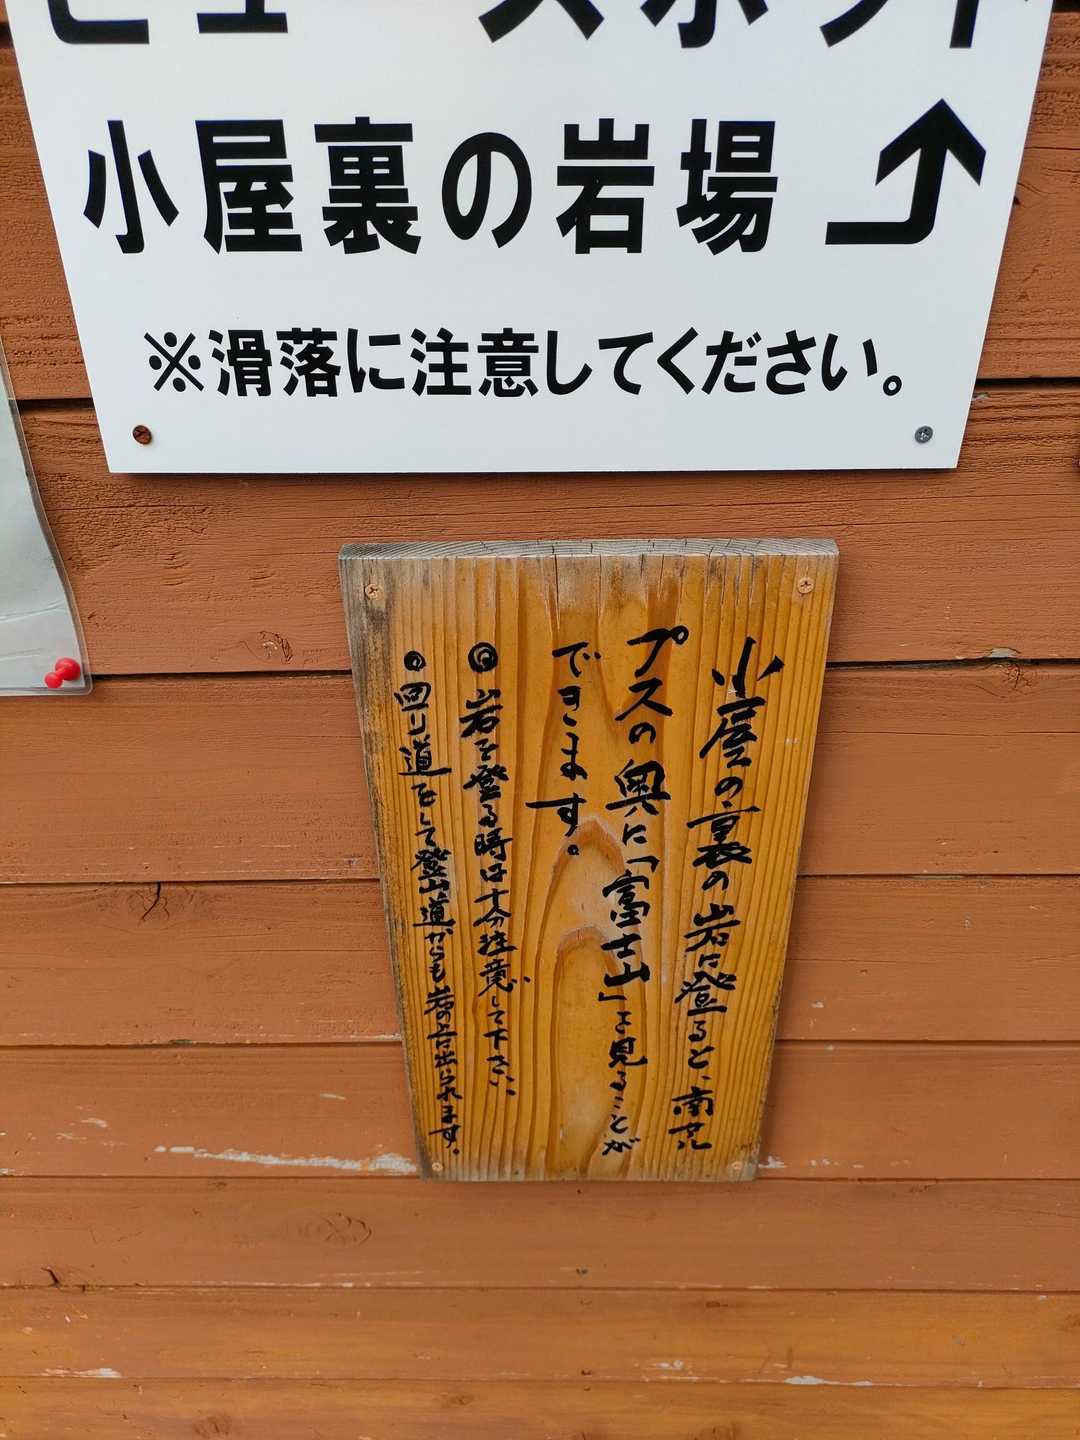 ビュースポット
小屋裏の岩場
※滑落に注意してください。
小屋の裏の岩に登ると、南ア
ルプスの奥に「富士山」を見ることが
できます。
◎岩を登る時は十分注意して下さい。
●回り道をして登山道からも岩の上に出られます。